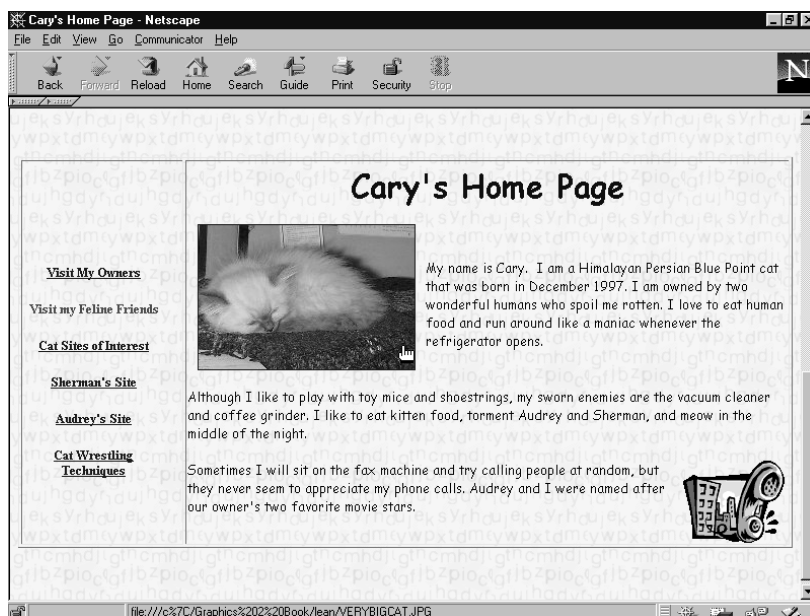 Cary's Home Page - Netscape
File Edit View Go Communicator Help
Back Forward Reload Home Search Guide Print Security Stop
N
Cary's Home Page
Visit My Owners
Visit my Feline Friends
Cat Sites of Interest
Sherman's Site
Audrey's Site
Cat Wrestling
Techniques
My name is Cary. I am a Himalayan Persian Blue Point cat
that was born in December 1997. I am owned by two
wonderful humans who spoil me rotten. I love to eat human
food and run around like a maniac whenever the
refrigerator opens.
Although I like to play with toy mice and shoestrings, my sworn enemies are the vacuum cleaner
and coffee grinder. I like to eat kitten food, torment Audrey and Sherman, and meow in the
middle of the night.
Sometimes I will sit on the fax machine and try calling people at random, but
they never seem to appreciate my phone calls. Audrey and I were named after
our owner's two favorite movie stars.
file:///c%7C/Graphics%202%20Book/lean/VERYBIGCAT.JPG